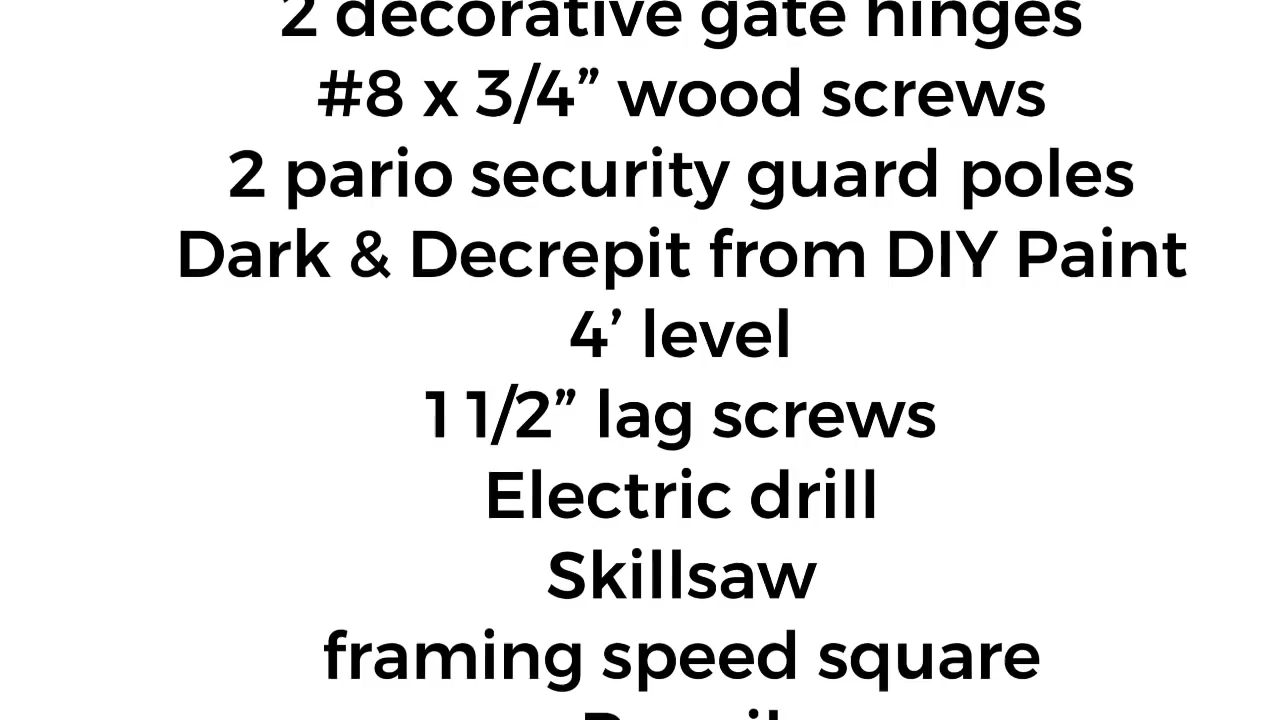 2 decorative gate hinges
#8 x 3/4” wood screws
2 pario security guard poles
Dark & Decrepit from DIY Paint
4’ level
1 1/2” lag screws
Electric drill
Skillsaw
framing speed square